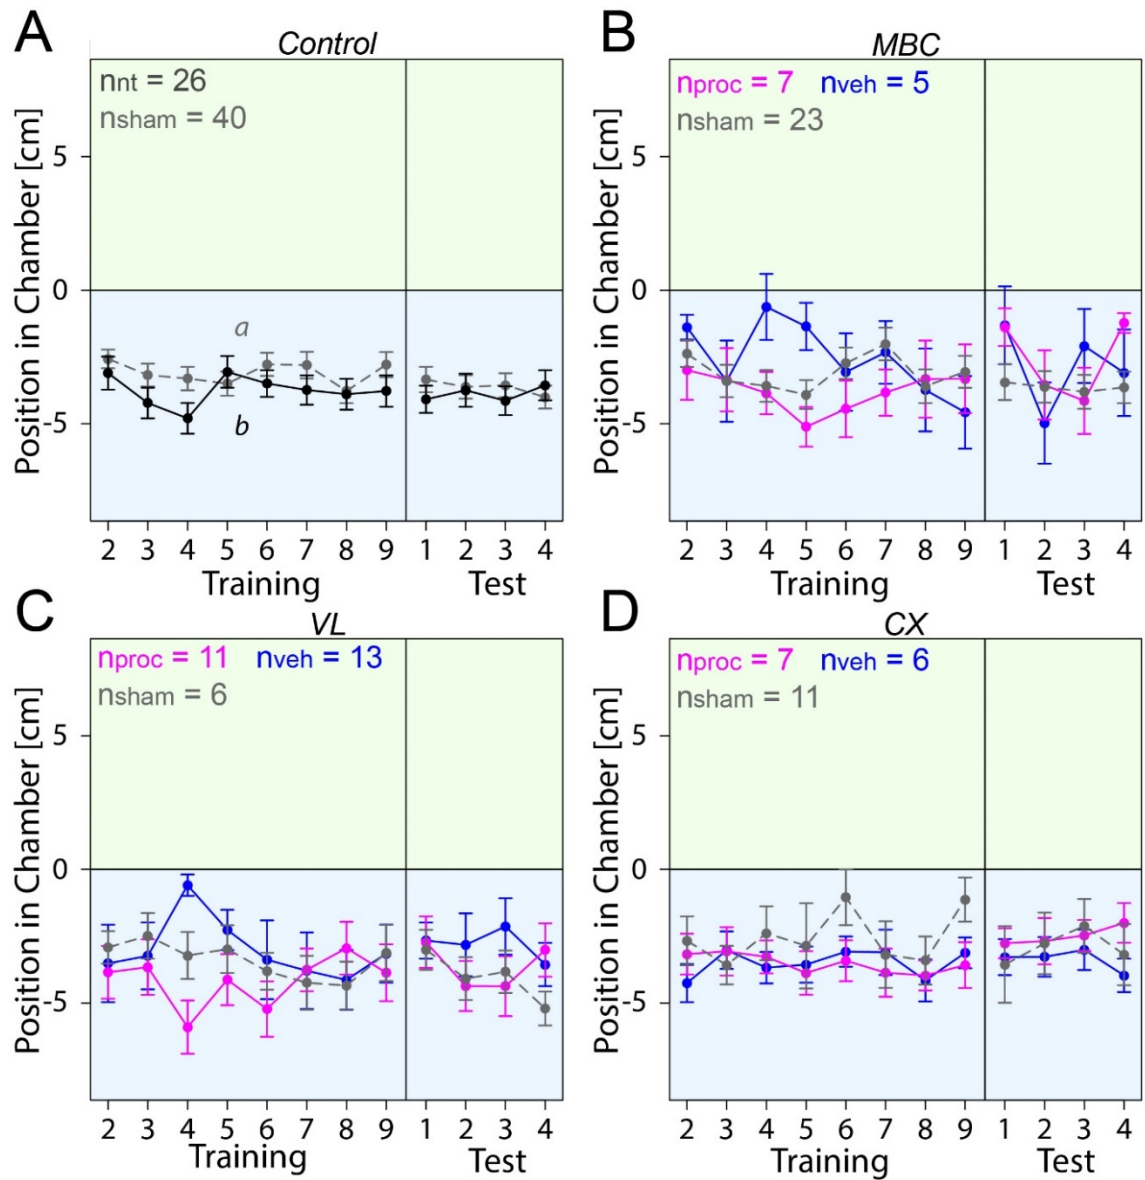 A
Control
nnt = 26
nsham = 40
Position in Chamber [cm]
5
0
-5
a
b
2 3 4 5 6 7 8 9 1 2 3 4
Training Test
B
MBC
nproc = 7 nveh = 5
nsham = 23
Position in Chamber [cm]
5
0
-5
2 3 4 5 6 7 8 9 1 2 3 4
Training Test
C
VL
nproc = 11 nveh = 13
nsham = 6
Position in Chamber [cm]
5
0
-5
2 3 4 5 6 7 8 9 1 2 3 4
Training Test
D
CX
nproc = 7 nveh = 6
nsham = 11
Position in Chamber [cm]
5
0
-5
2 3 4 5 6 7 8 9 1 2 3 4
Training Test